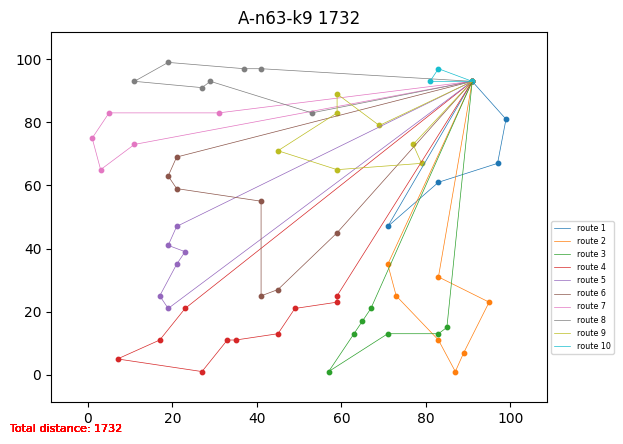 A-n63-k9 1732
100
80
60
40
20
0
0 20 40 60 80 100
route 1
route 2
route 3
route 4
route 5
route 6
route 7
route 8
route 9
route 10
Total distance: 1732